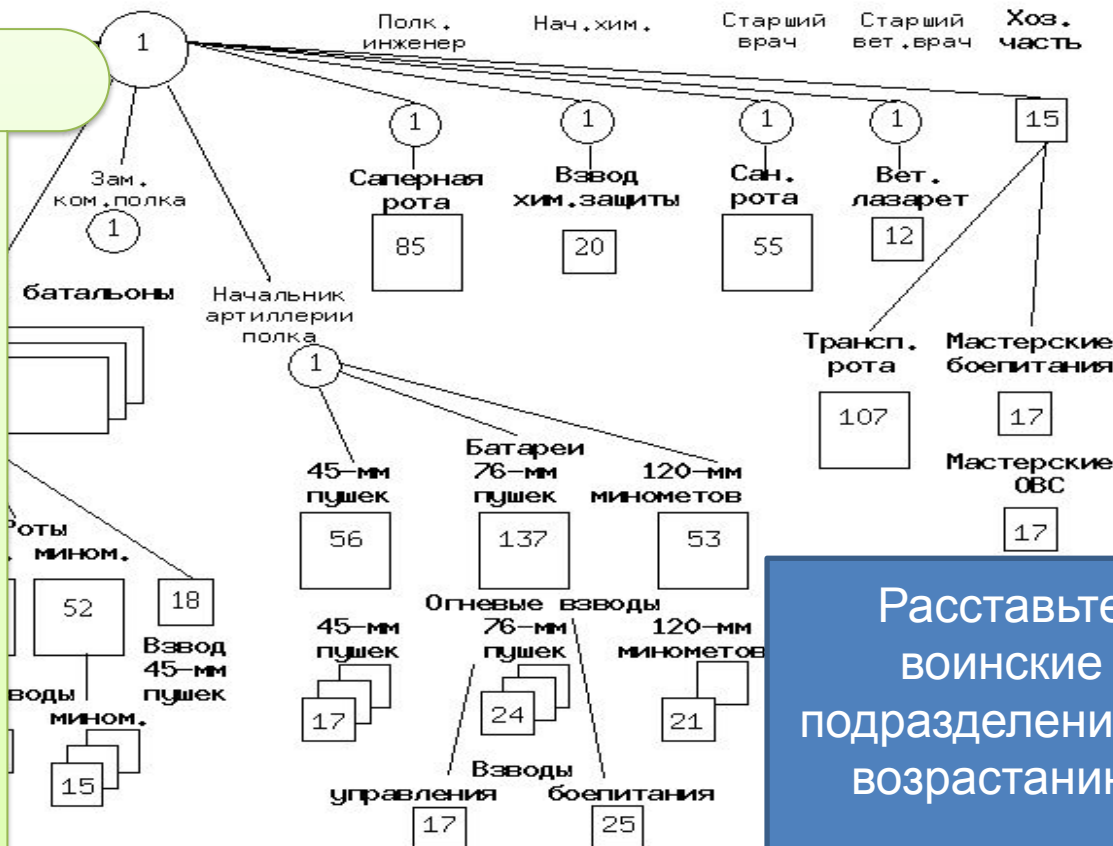 Полк. инженер
Нач.хим.
Старший врач
Старший вет.врач
Хоз. часть
1
1
1
1
1
15
Зам. ком.полка
1
Саперная рота
85
Взвод хим.защиты
20
Сан. рота
55
Вет. лазарет
12
батальоны
Начальник артиллерии полка
1
Трансп. рота
107
Мастерские боепитания
17
Мастерские ОВС
17
Батареи
45-мм пушек
76-мм пушек
120-мм минометов
56
137
53
мином.
52
18
Взвод 45-мм пушек
мином.
15
Огневые взводы
45-мм пушек
76-мм пушек
120-мм минометов
17
24
21
Взводы
управления
боепитания
17
25
Расставьте
воинские
подразделени
возрастани